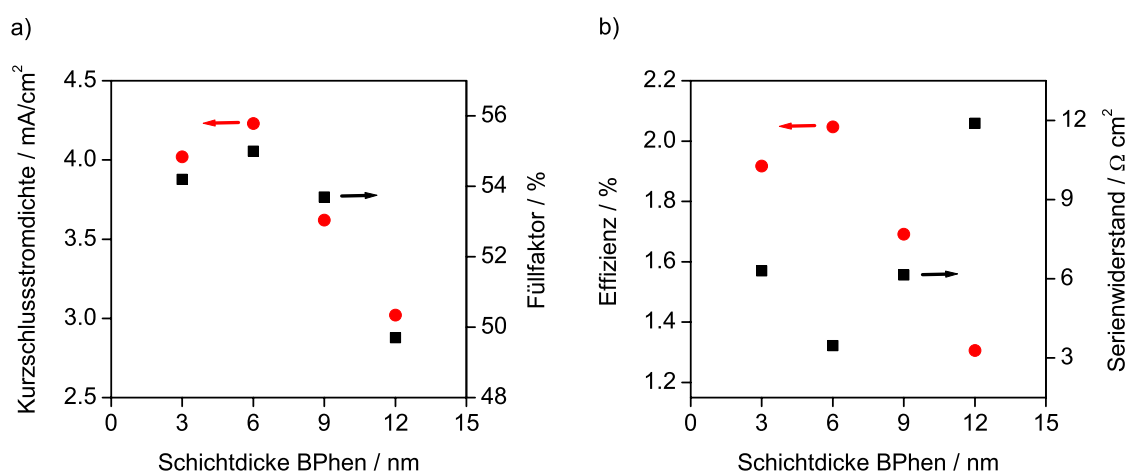 a)
Kurzschlussstromdichte / mA/cm²
4.5
4.0
3.5
3.0
2.5
56
54
52
50
48
Füllfaktor / %
0 3 6 9 12 15
Schichtdicke BPhen / nm
b)
Effizienz / %
2.2
2.0
1.8
1.6
1.4
1.2
12
9
6
3
Serienwiderstand / Ω cm²
0 3 6 9 12 15
Schichtdicke BPhen / nm